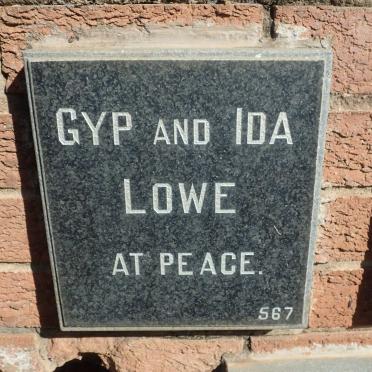 GYP AND IDA
LOWE
AT PEACE.
567